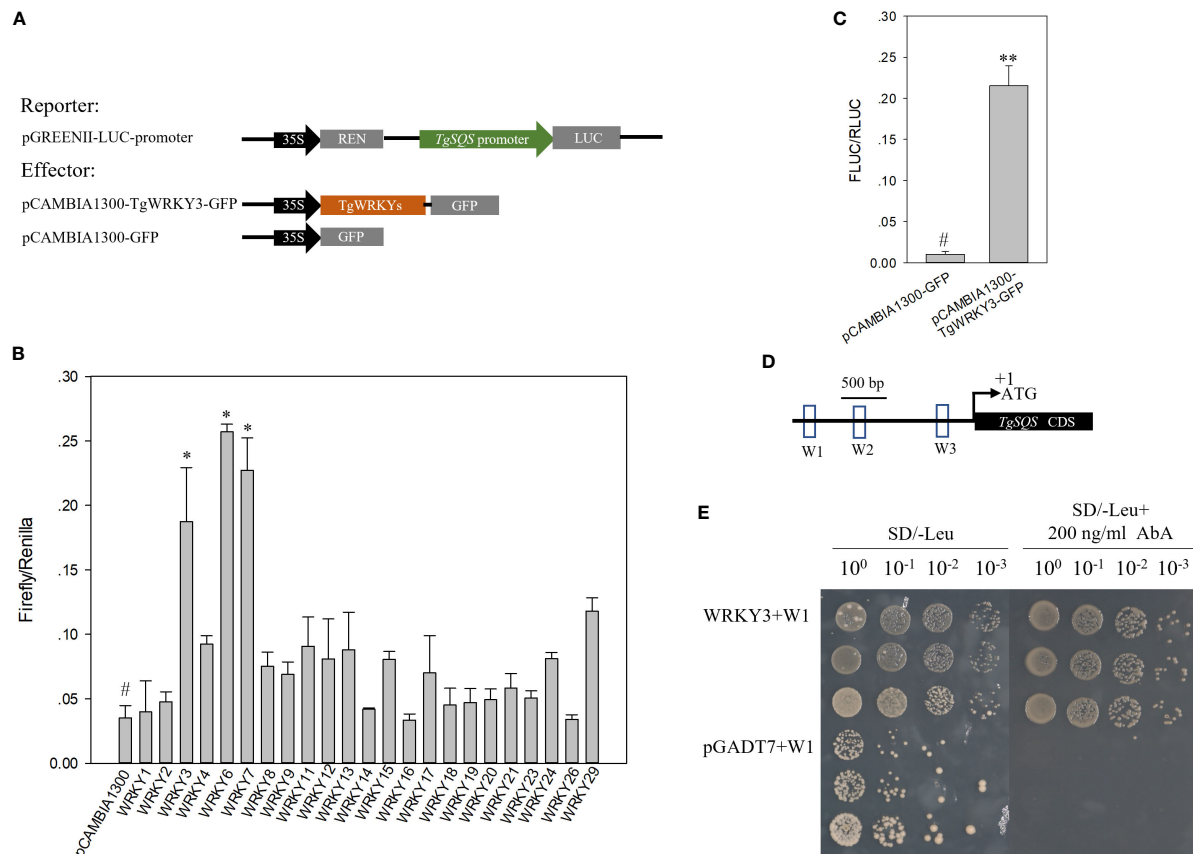 A
Reporter:
pGREENII-LUC-promoter
35S
REN
TgSQS promoter
LUC
Effector:
pCAMBIA1300-TgWRKY3-GFP
35S
TgWRKYs
GFP
pCAMBIA1300-GFP
35S
GFP
B
Firefly/Renilla
.30
.25
.20
.15
.10
.05
0.00
#
*
*
*
pCAMBIA1300
WRKY1
WRKY2
WRKY3
WRKY4
WRKY6
WRKY7
WRKY8
WRKY9
WRKY11
WRKY12
WRKY13
WRKY14
WRKY15
WRKY16
WRKY17
WRKY18
WRKY19
WRKY20
WRKY21
WRKY23
WRKY24
WRKY26
WRKY29
C
FLUC/RLUC
.30
.20
.15
.10
.05
0.00
#
**
pCAMBIA1300-GFP
pCAMBIA1300-
TgWRKY3-GFP
D
500 bp
+1
ATG
TgSQS CDS
W1
W2
W3
E
SD/-Leu
SD/-Leu+
200 ng/ml AbA
10⁰ 10⁻¹ 10⁻² 10⁻³
10⁰ 10⁻¹ 10⁻² 10⁻³
WRKY3+W1
pGADT7+W1